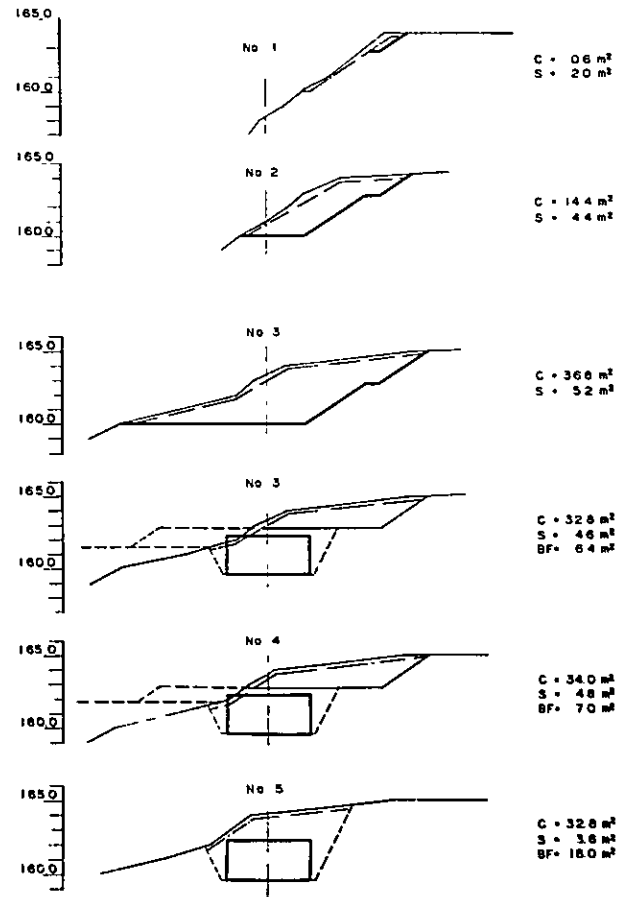 165.0
No 1
C = 0.6 m²
S = 2.0 m²
160.0
165.0
No 2
C = 14.4 m²
S = 4.4 m²
160.0
No 3
165.0
C = 36.8 m²
S = 5.2 m²
160.0
No 3
165.0
C = 32.8 m²
S = 4.6 m²
BF= 6.4 m²
160.0
No 4
165.0
C = 34.0 m²
S = 4.8 m²
BF= 7.0 m²
160.0
No 5
165.0
C = 32.8 m²
S = 3.6 m²
BF= 18.0 m²
160.0